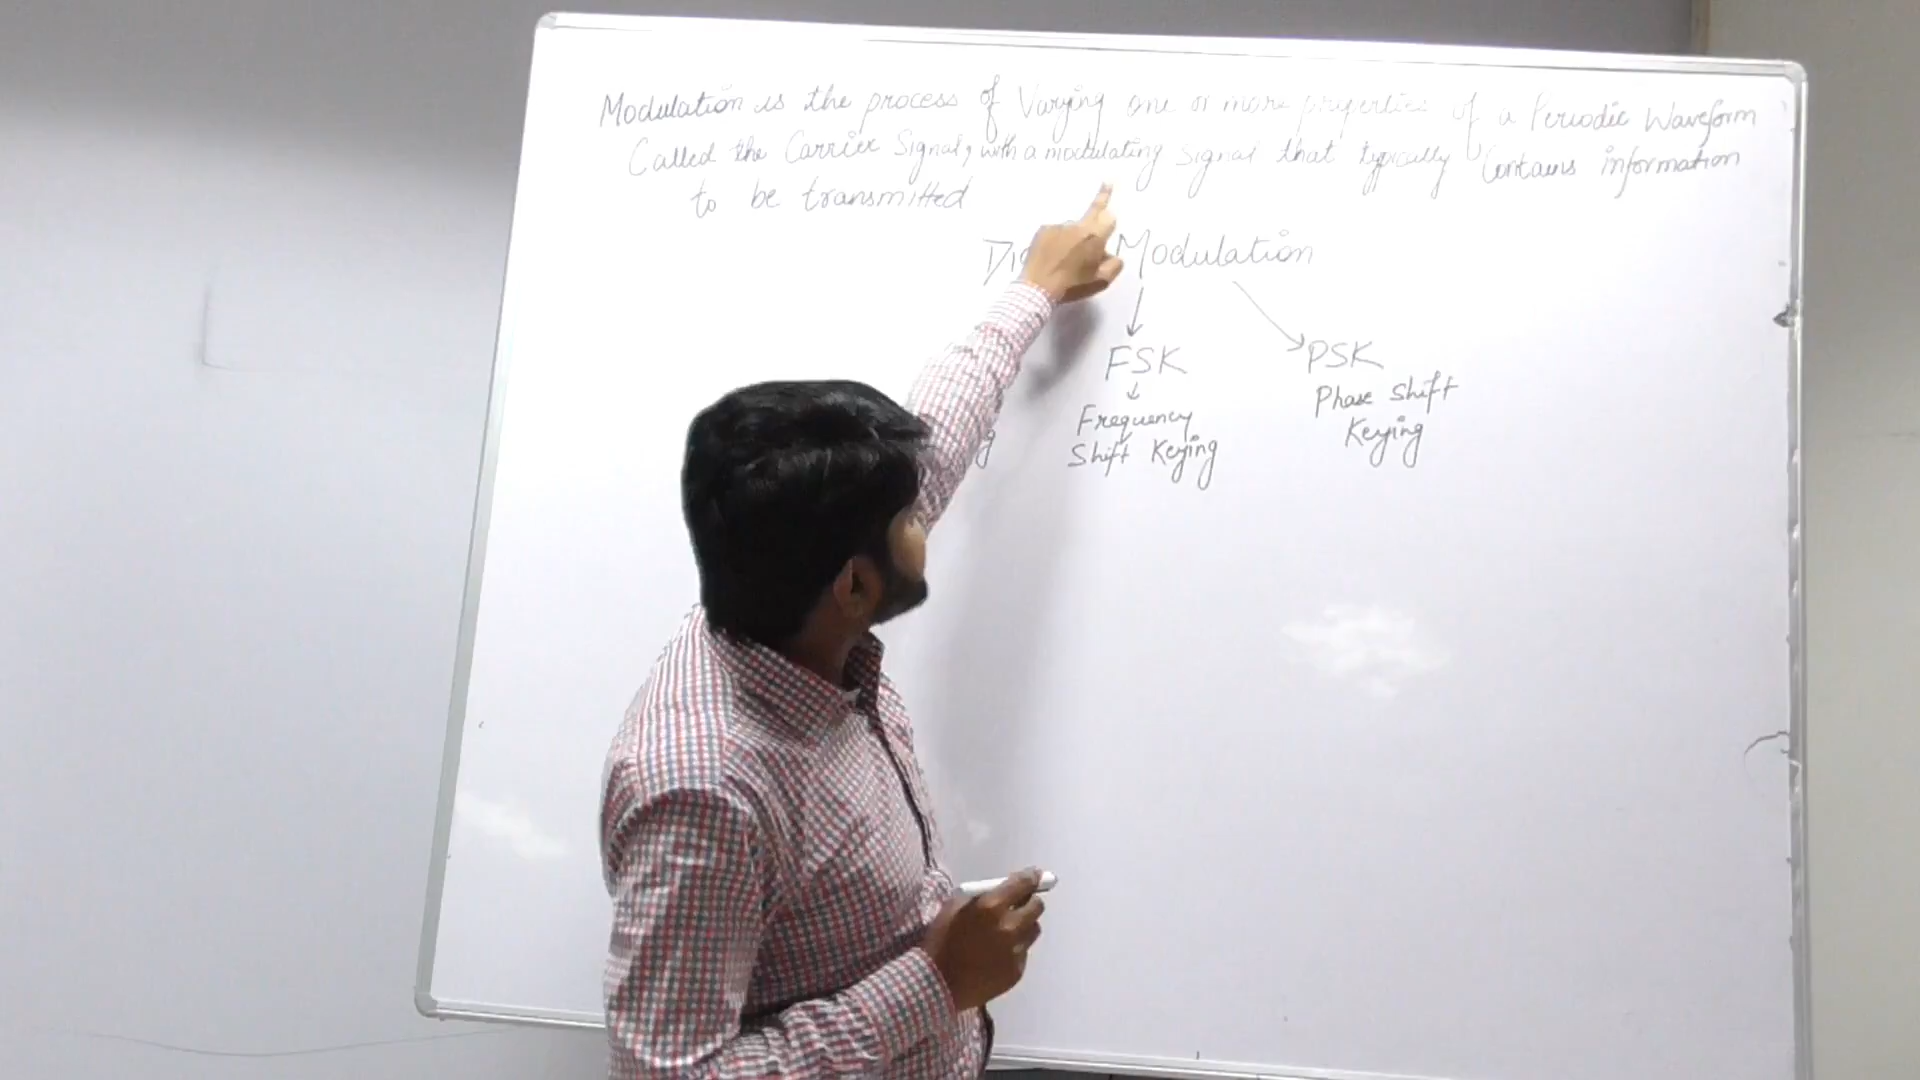 Modulation is the process of Varying one or more properties of a Periodic Waveform
Called the Carrier Signal, with a modulating signal that typically Contains information
to be transmitted
Modulation
FSK
PSK
Frequency
Shift Keying
Phase Shift
Keying